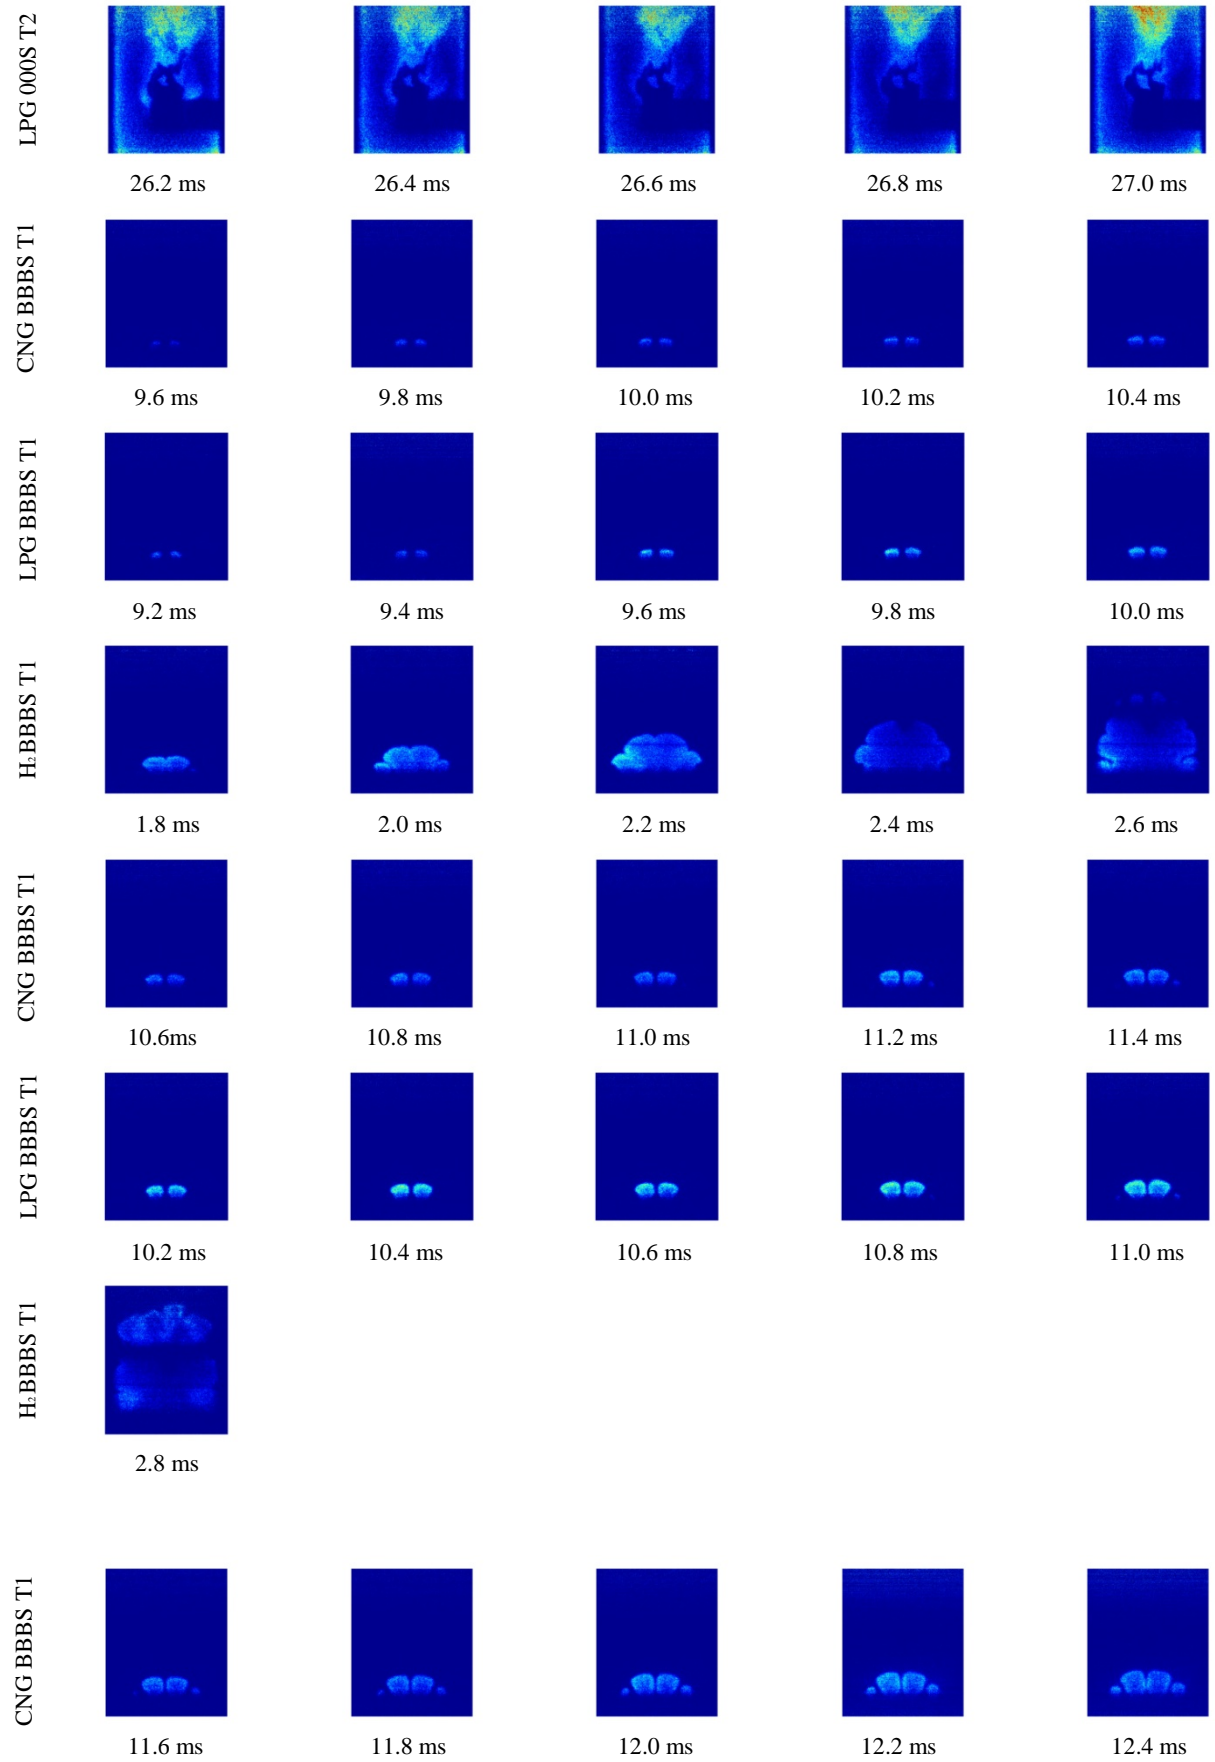 LPG 000S T2
26.2 ms 26.4 ms 26.6 ms 26.8 ms 27.0 ms
CNG BBBS T1
9.6 ms 9.8 ms 10.0 ms 10.2 ms 10.4 ms
LPG BBBS T1
9.2 ms 9.4 ms 9.6 ms 9.8 ms 10.0 ms
H₂BBBS T1
1.8 ms 2.0 ms 2.2 ms 2.4 ms 2.6 ms
CNG BBBS T1
10.6ms 10.8 ms 11.0 ms 11.2 ms 11.4 ms
LPG BBBS T1
10.2 ms 10.4 ms 10.6 ms 10.8 ms 11.0 ms
H₂BBBS T1
2.8 ms
CNG BBBS T1
11.6 ms 11.8 ms 12.0 ms 12.2 ms 12.4 ms